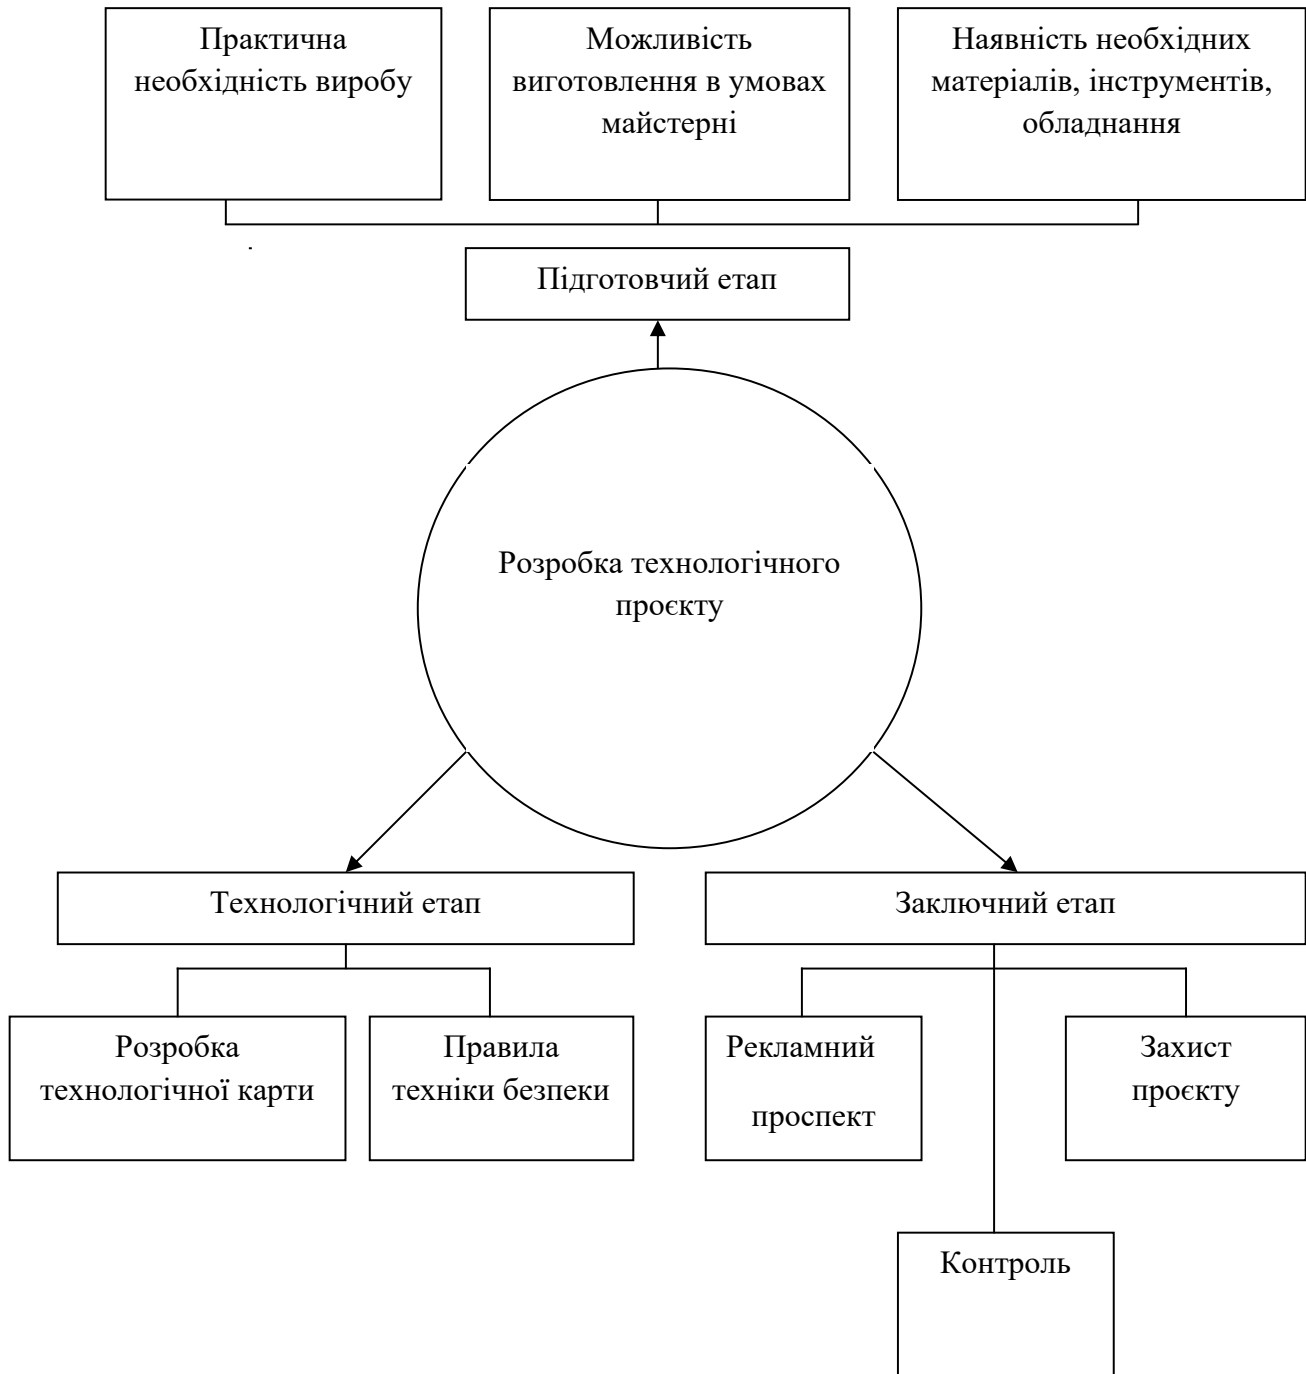 Практична
необхідність виробу
Можливість
виготовлення в умовах
майстерні
Наявність необхідних
матеріалів, інструментів,
обладнання
.
Підготовчий етап
Розробка технологічного
проєкту
Технологічний етап
Заключний етап
Розробка
технологічної карти
Правила
техніки безпеки
Рекламний
проспект
Захист
проєкту
Контроль